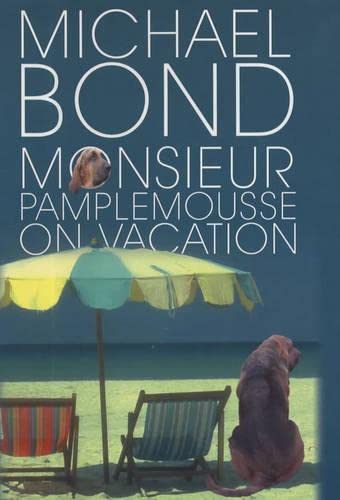 MICHAEL
BOND
MONSIEUR
PAMPLEMOUSSE
ON VACATION